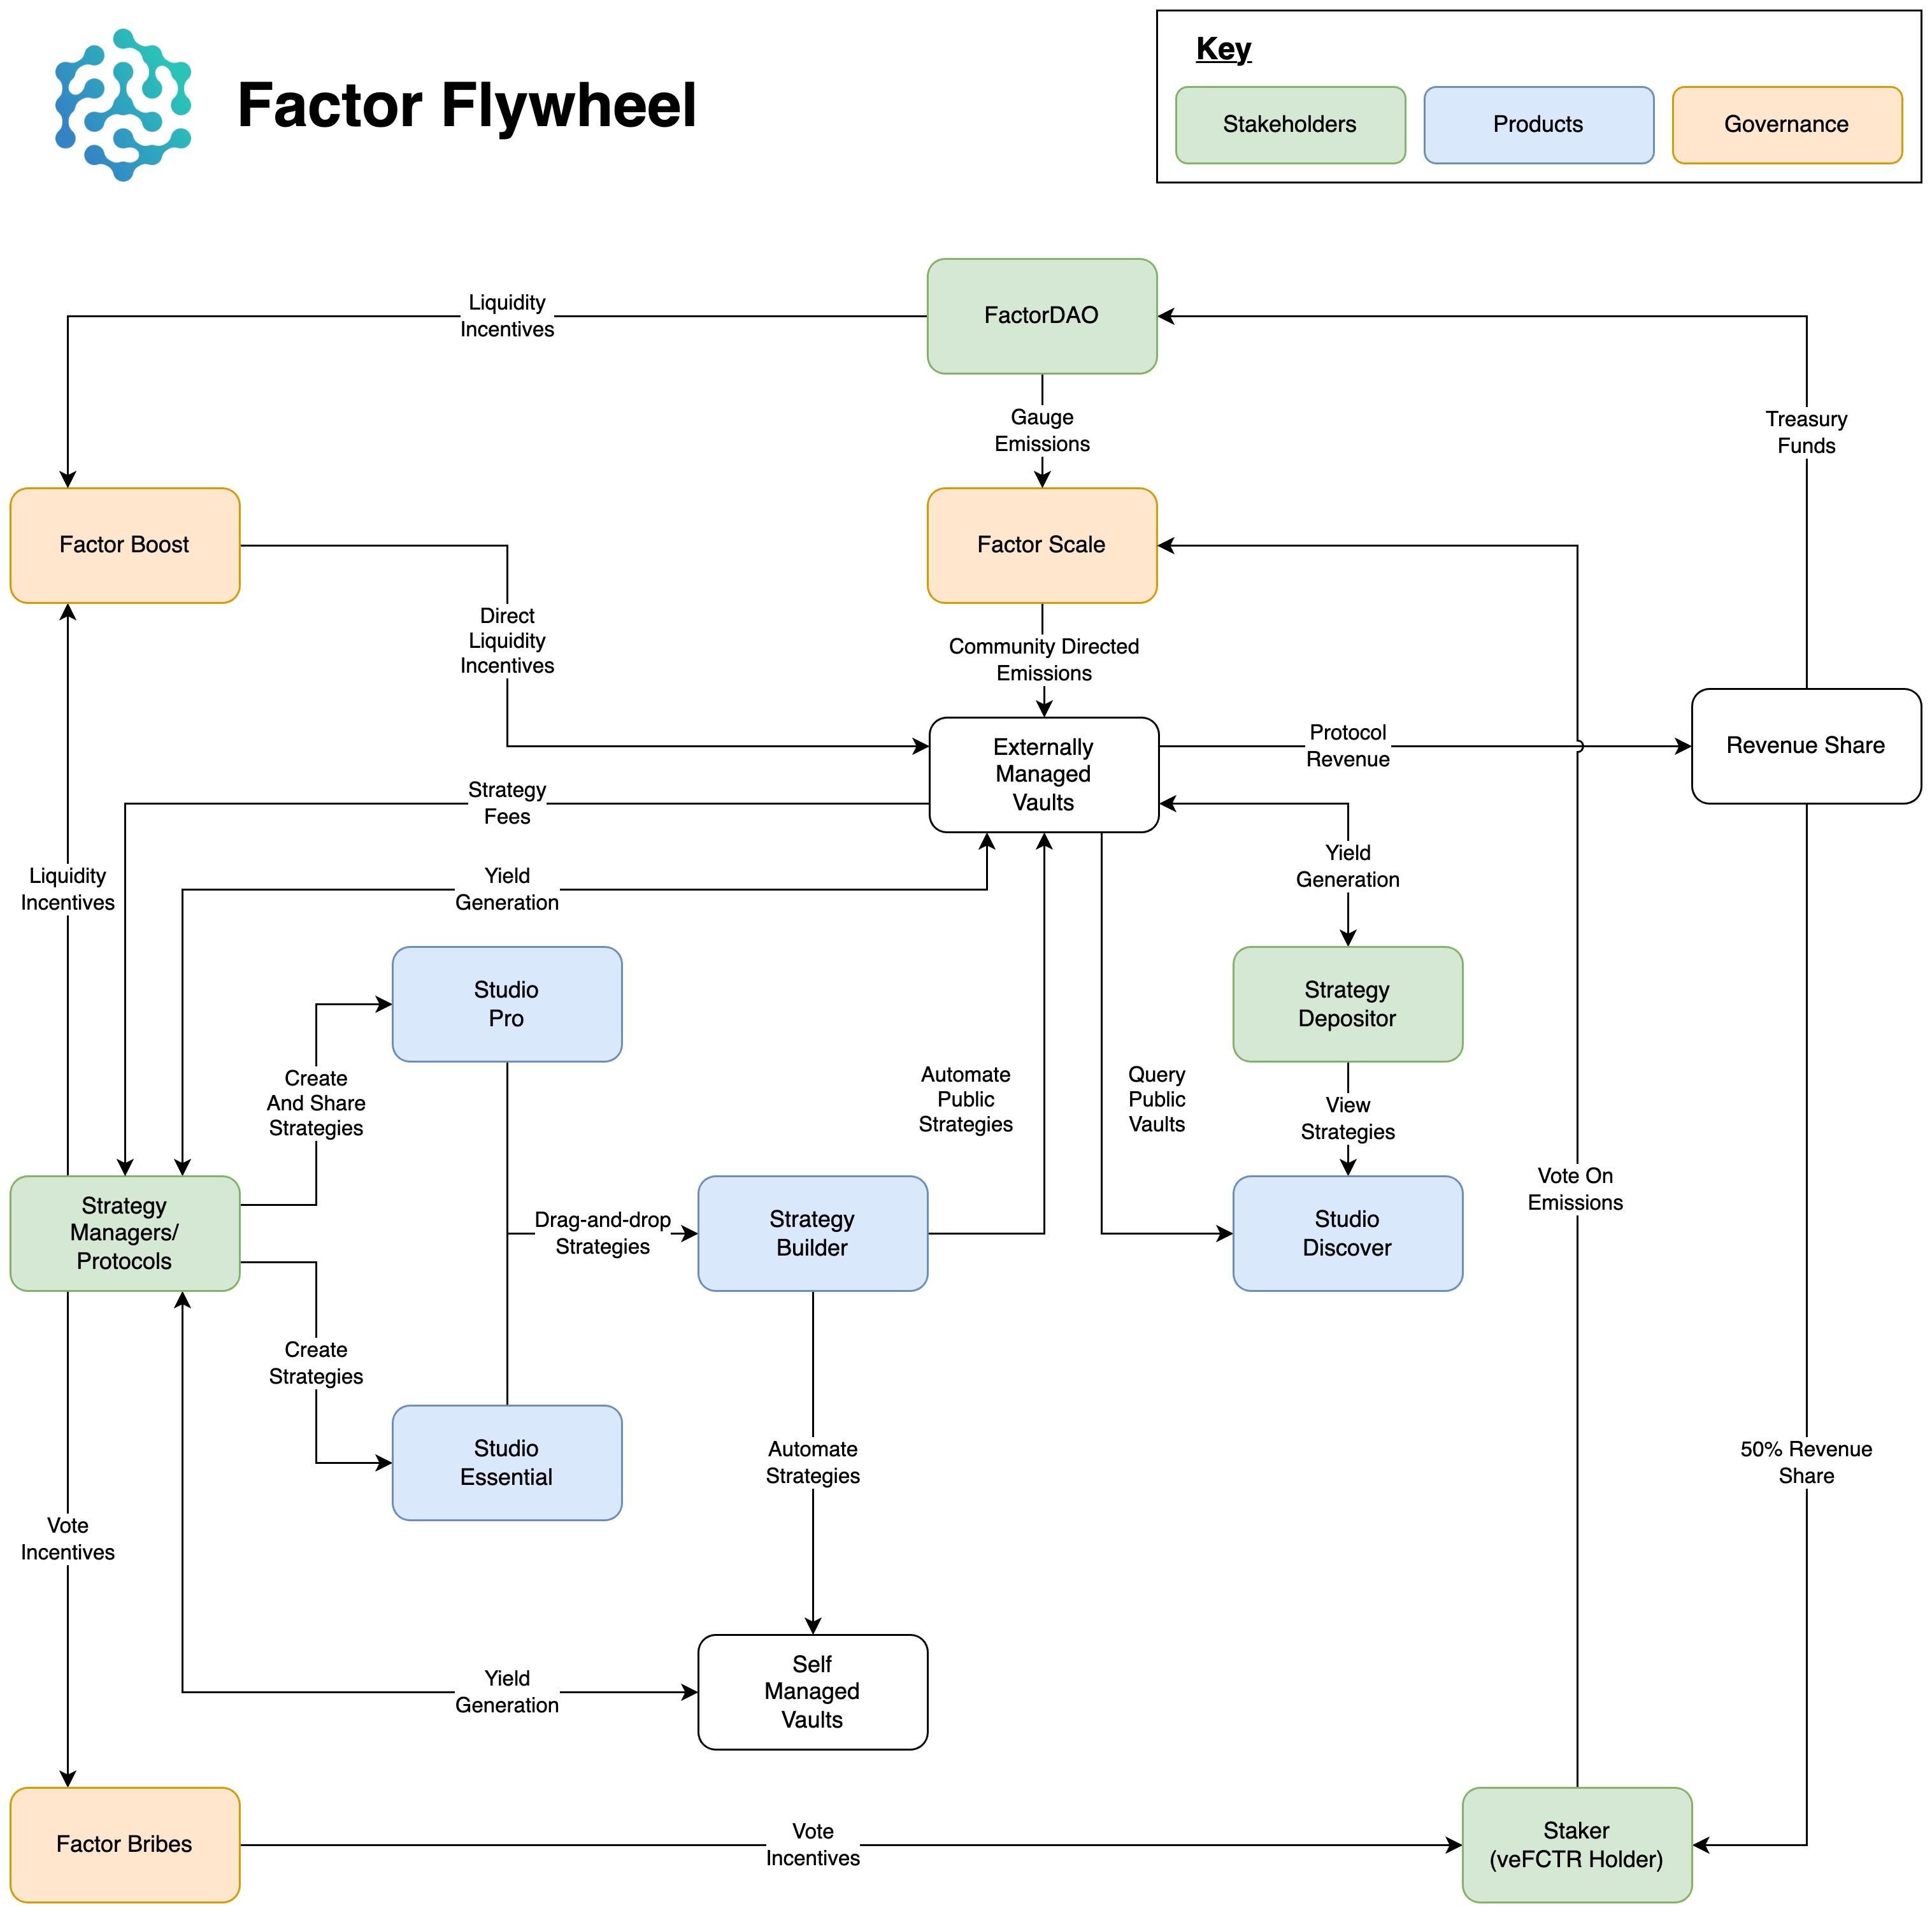 Factor Flywheel
Key
Stakeholders
Products
Governance
Liquidity
Incentives
FactorDAO
Gauge
Emissions
Treasury
Funds
Factor Boost
Factor Scale
Direct
Liquidity
Incentives
Community Directed
Emissions
Externally
Managed
Vaults
Protocol
Revenue
Revenue Share
Strategy
Fees
Liquidity
Incentives
Yield
Generation
Yield
Generation
Studio
Pro
Strategy
Depositor
Create
And Share
Strategies
Automate
Public
Strategies
Query
Public
Vaults
View
Strategies
Strategy
Managers/
Protocols
Drag-and-drop
Strategies
Strategy
Builder
Studio
Discover
Vote On
Emissions
Create
Strategies
Studio
Essential
Automate
Strategies
50% Revenue
Share
Vote
Incentives
Yield
Generation
Self
Managed
Vaults
Factor Bribes
Vote
Incentives
Staker
(veFCTR Holder)